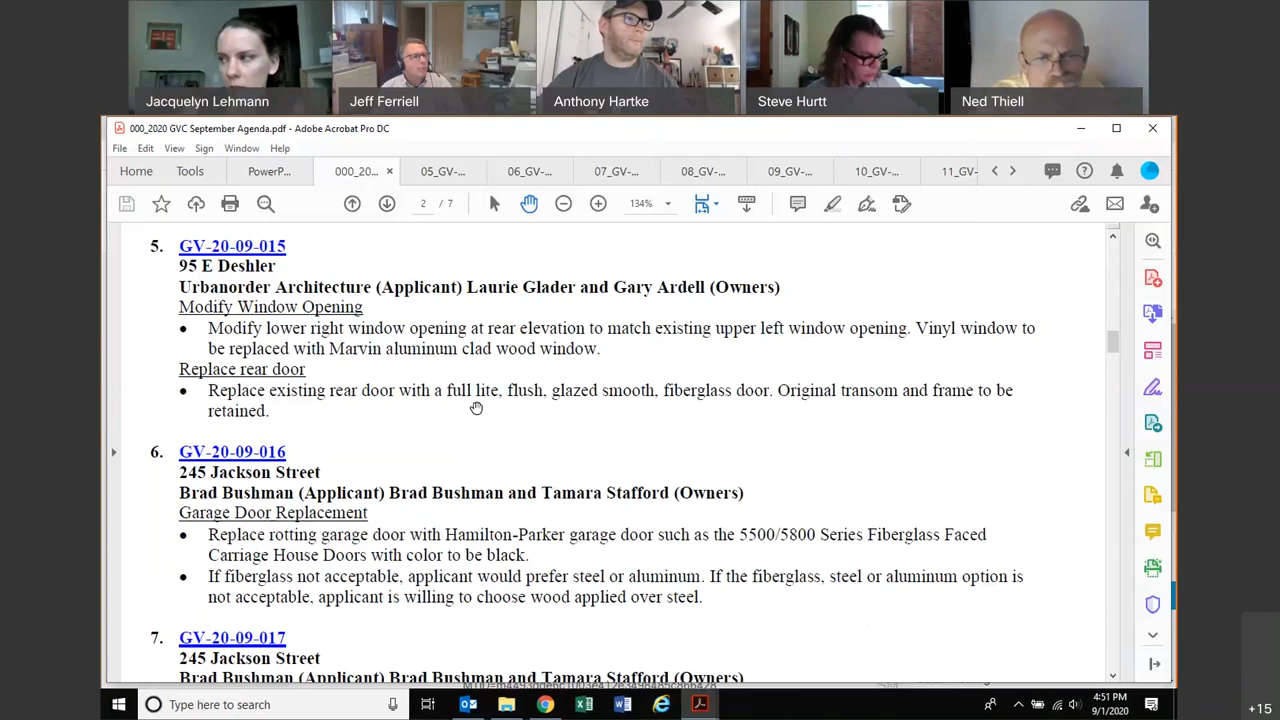 Jacquelyn Lehmann
Jeff Ferriell
Anthony Hartke
Steve Hurtt
Ned Thiell
000_2020 GVC September Agenda.pdf - Adobe Acrobat Pro DC
File Edit View Sign Window Help
Home Tools PowerP... 000_20... × 05_GV-... 06_GV-... 07_GV-... 08_GV-... 09_GV-... 10_GV-... 11_GV-
2 / 7 134%
5. GV-20-09-015
95 E Deshler
Urbanorder Architecture (Applicant) Laurie Glader and Gary Ardell (Owners)
Modify Window Opening
• Modify lower right window opening at rear elevation to match existing upper left window opening. Vinyl window to
be replaced with Marvin aluminum clad wood window.
Replace rear door
• Replace existing rear door with a full lite, flush, glazed smooth, fiberglass door. Original transom and frame to be
retained.
6. GV-20-09-016
245 Jackson Street
Brad Bushman (Applicant) Brad Bushman and Tamara Stafford (Owners)
Garage Door Replacement
• Replace rotting garage door with Hamilton-Parker garage door such as the 5500/5800 Series Fiberglass Faced
Carriage House Doors with color to be black.
• If fiberglass not acceptable, applicant would prefer steel or aluminum. If the fiberglass, steel or aluminum option is
not acceptable, applicant is willing to choose wood applied over steel.
7. GV-20-09-017
245 Jackson Street
Brad Bushman (Applicant) Brad Bushman and Tamara Stafford (Owners)
Type here to search
4:51 PM
9/1/2020
+15